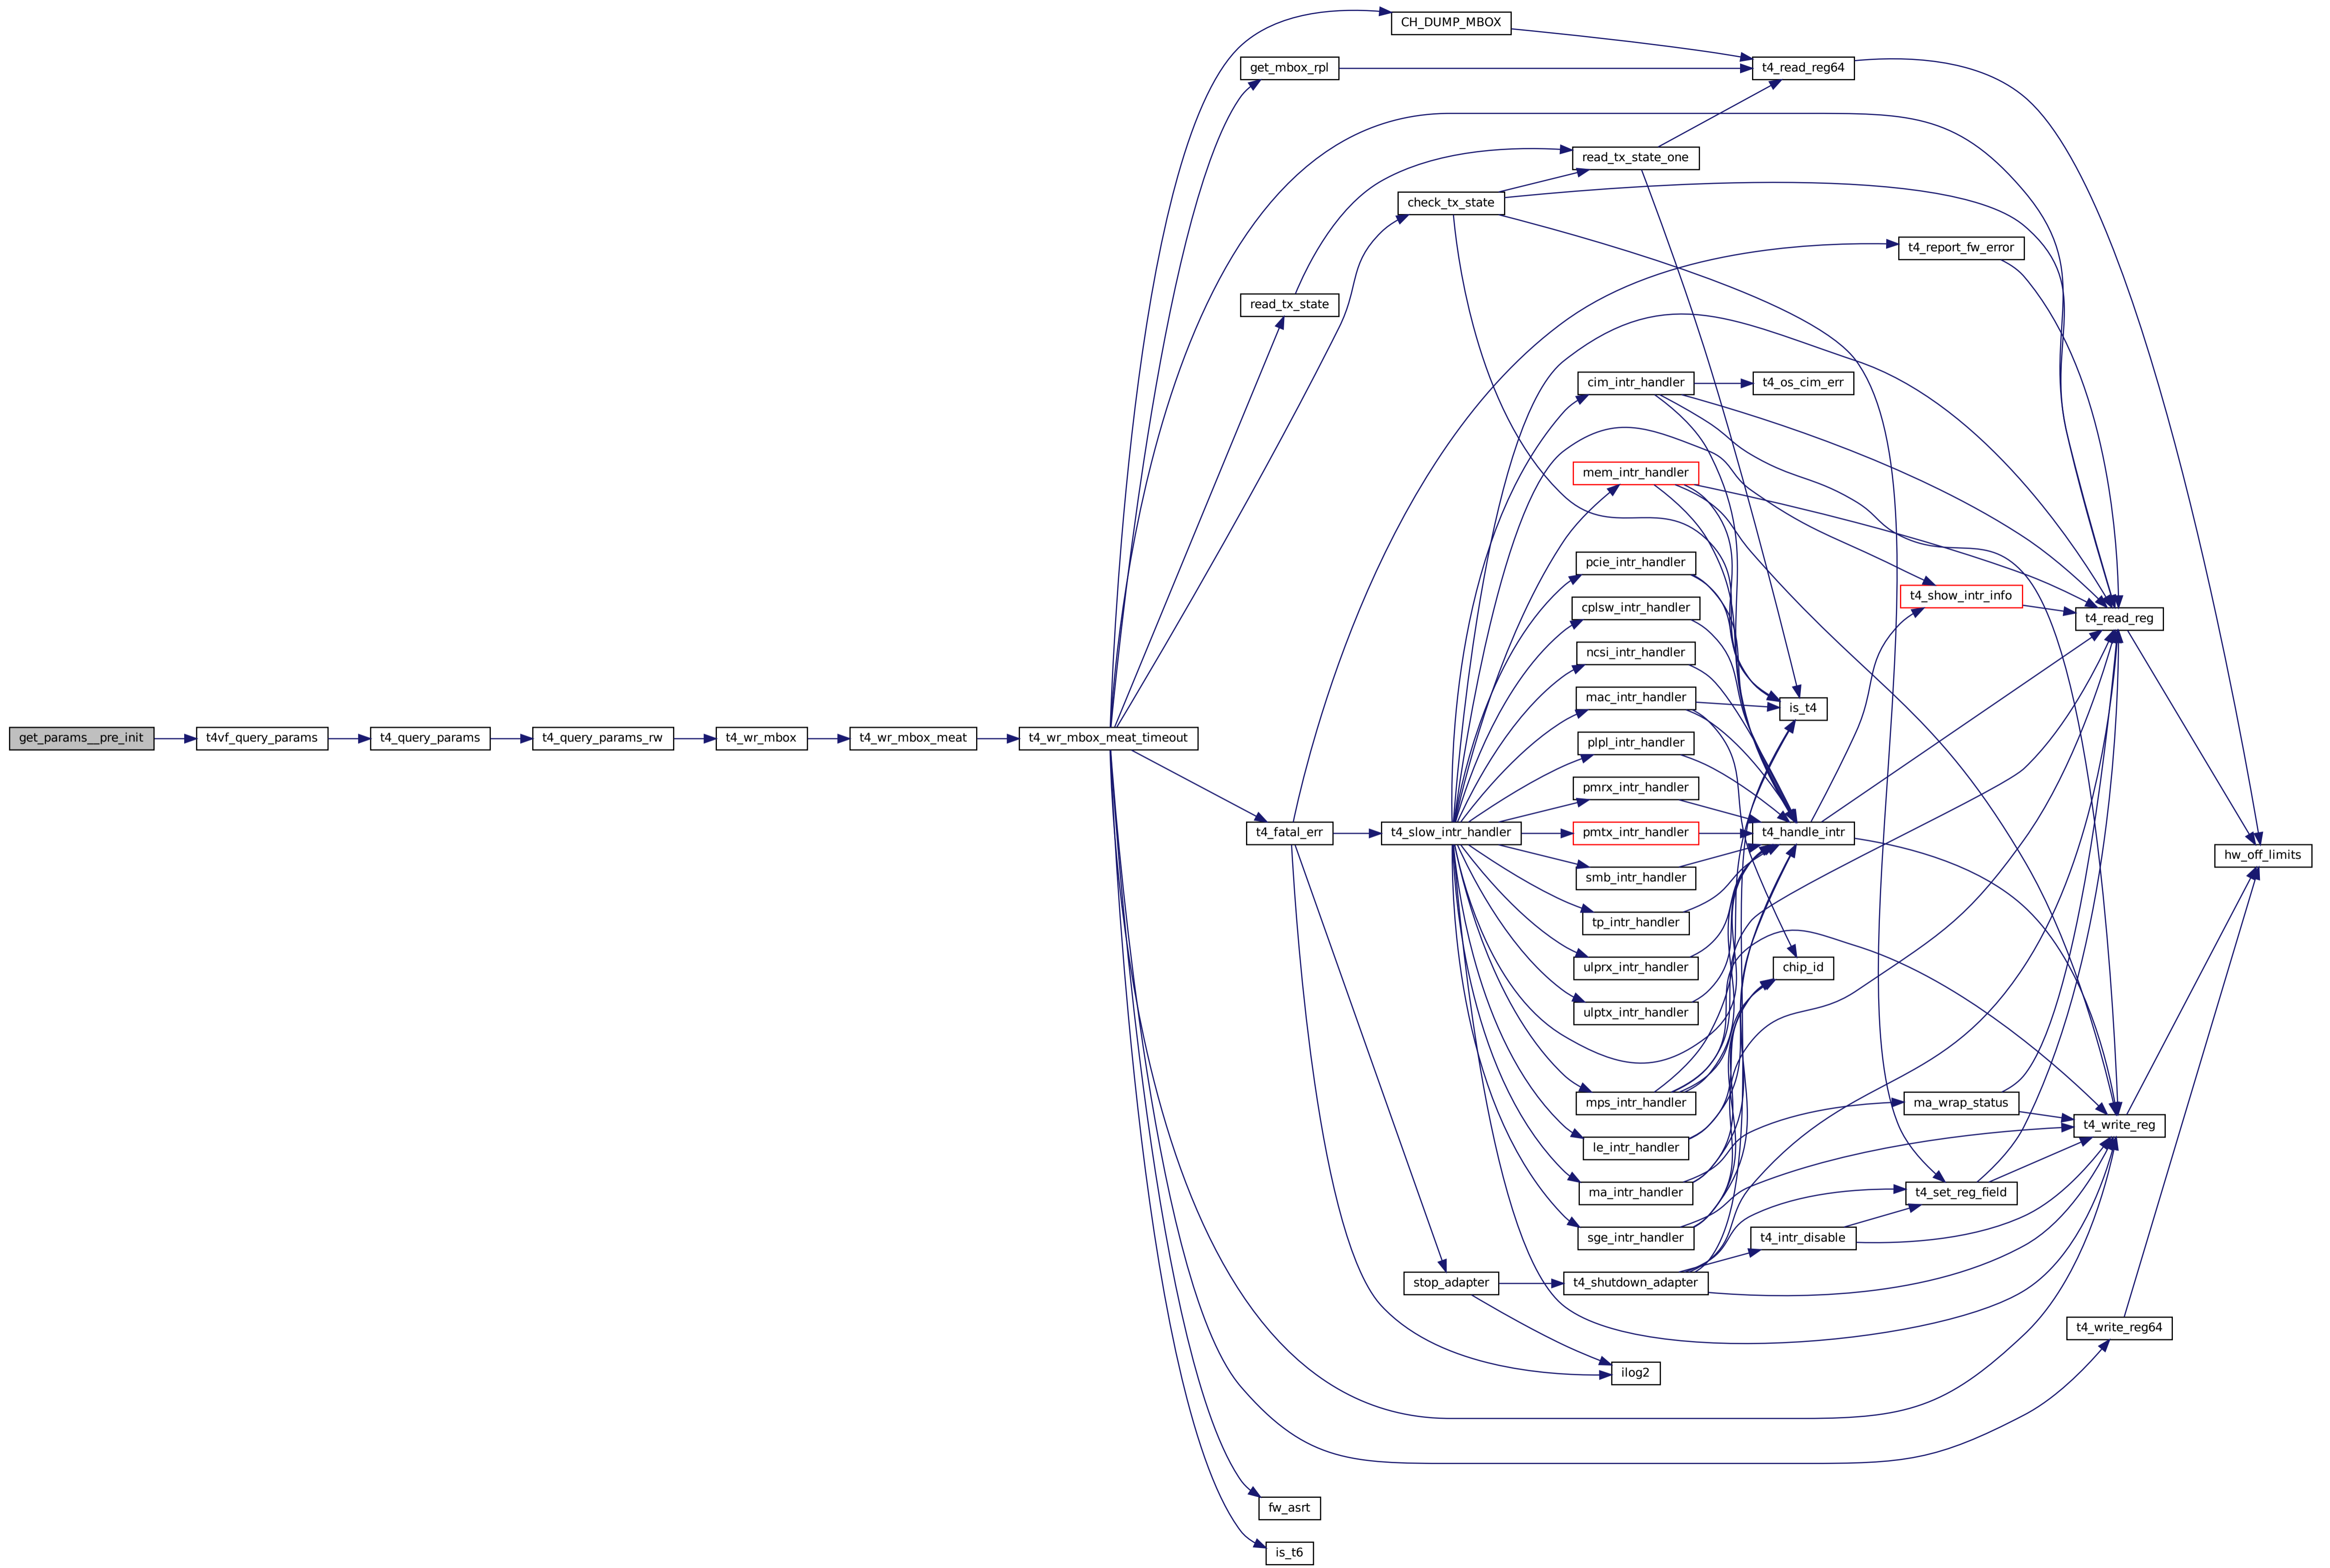 CH_DUMP_MBOX
get_mbox_rpl
t4_read_reg64
read_tx_state_one
check_tx_state
t4_report_fw_error
read_tx_state
cim_intr_handler
t4_os_cim_err
mem_intr_handler
pcie_intr_handler
t4_show_intr_info
cplsw_intr_handler
t4_read_reg
ncsi_intr_handler
mac_intr_handler
is_t4
get_params__pre_init
t4vf_query_params
t4_query_params
t4_query_params_rw
t4_wr_mbox
t4_wr_mbox_meat
t4_wr_mbox_meat_timeout
plpl_intr_handler
pmrx_intr_handler
t4_fatal_err
t4_slow_intr_handler
pmtx_intr_handler
t4_handle_intr
hw_off_limits
smb_intr_handler
tp_intr_handler
ulprx_intr_handler
chip_id
ulptx_intr_handler
mps_intr_handler
ma_wrap_status
t4_write_reg
le_intr_handler
ma_intr_handler
t4_set_reg_field
sge_intr_handler
t4_intr_disable
stop_adapter
t4_shutdown_adapter
t4_write_reg64
ilog2
fw_asrt
is_t6